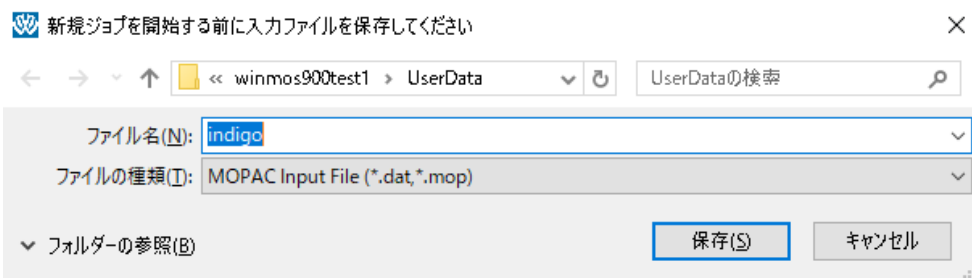 新規ジョブを開始する前に入力ファイルを保存してください
« winmos900test1 › UserData UserDataの検索
ファイル名(N): indigo
ファイルの種類(T): MOPAC Input File (*.dat,*.mop)
フォルダーの参照(B) 保存(S) キャンセル